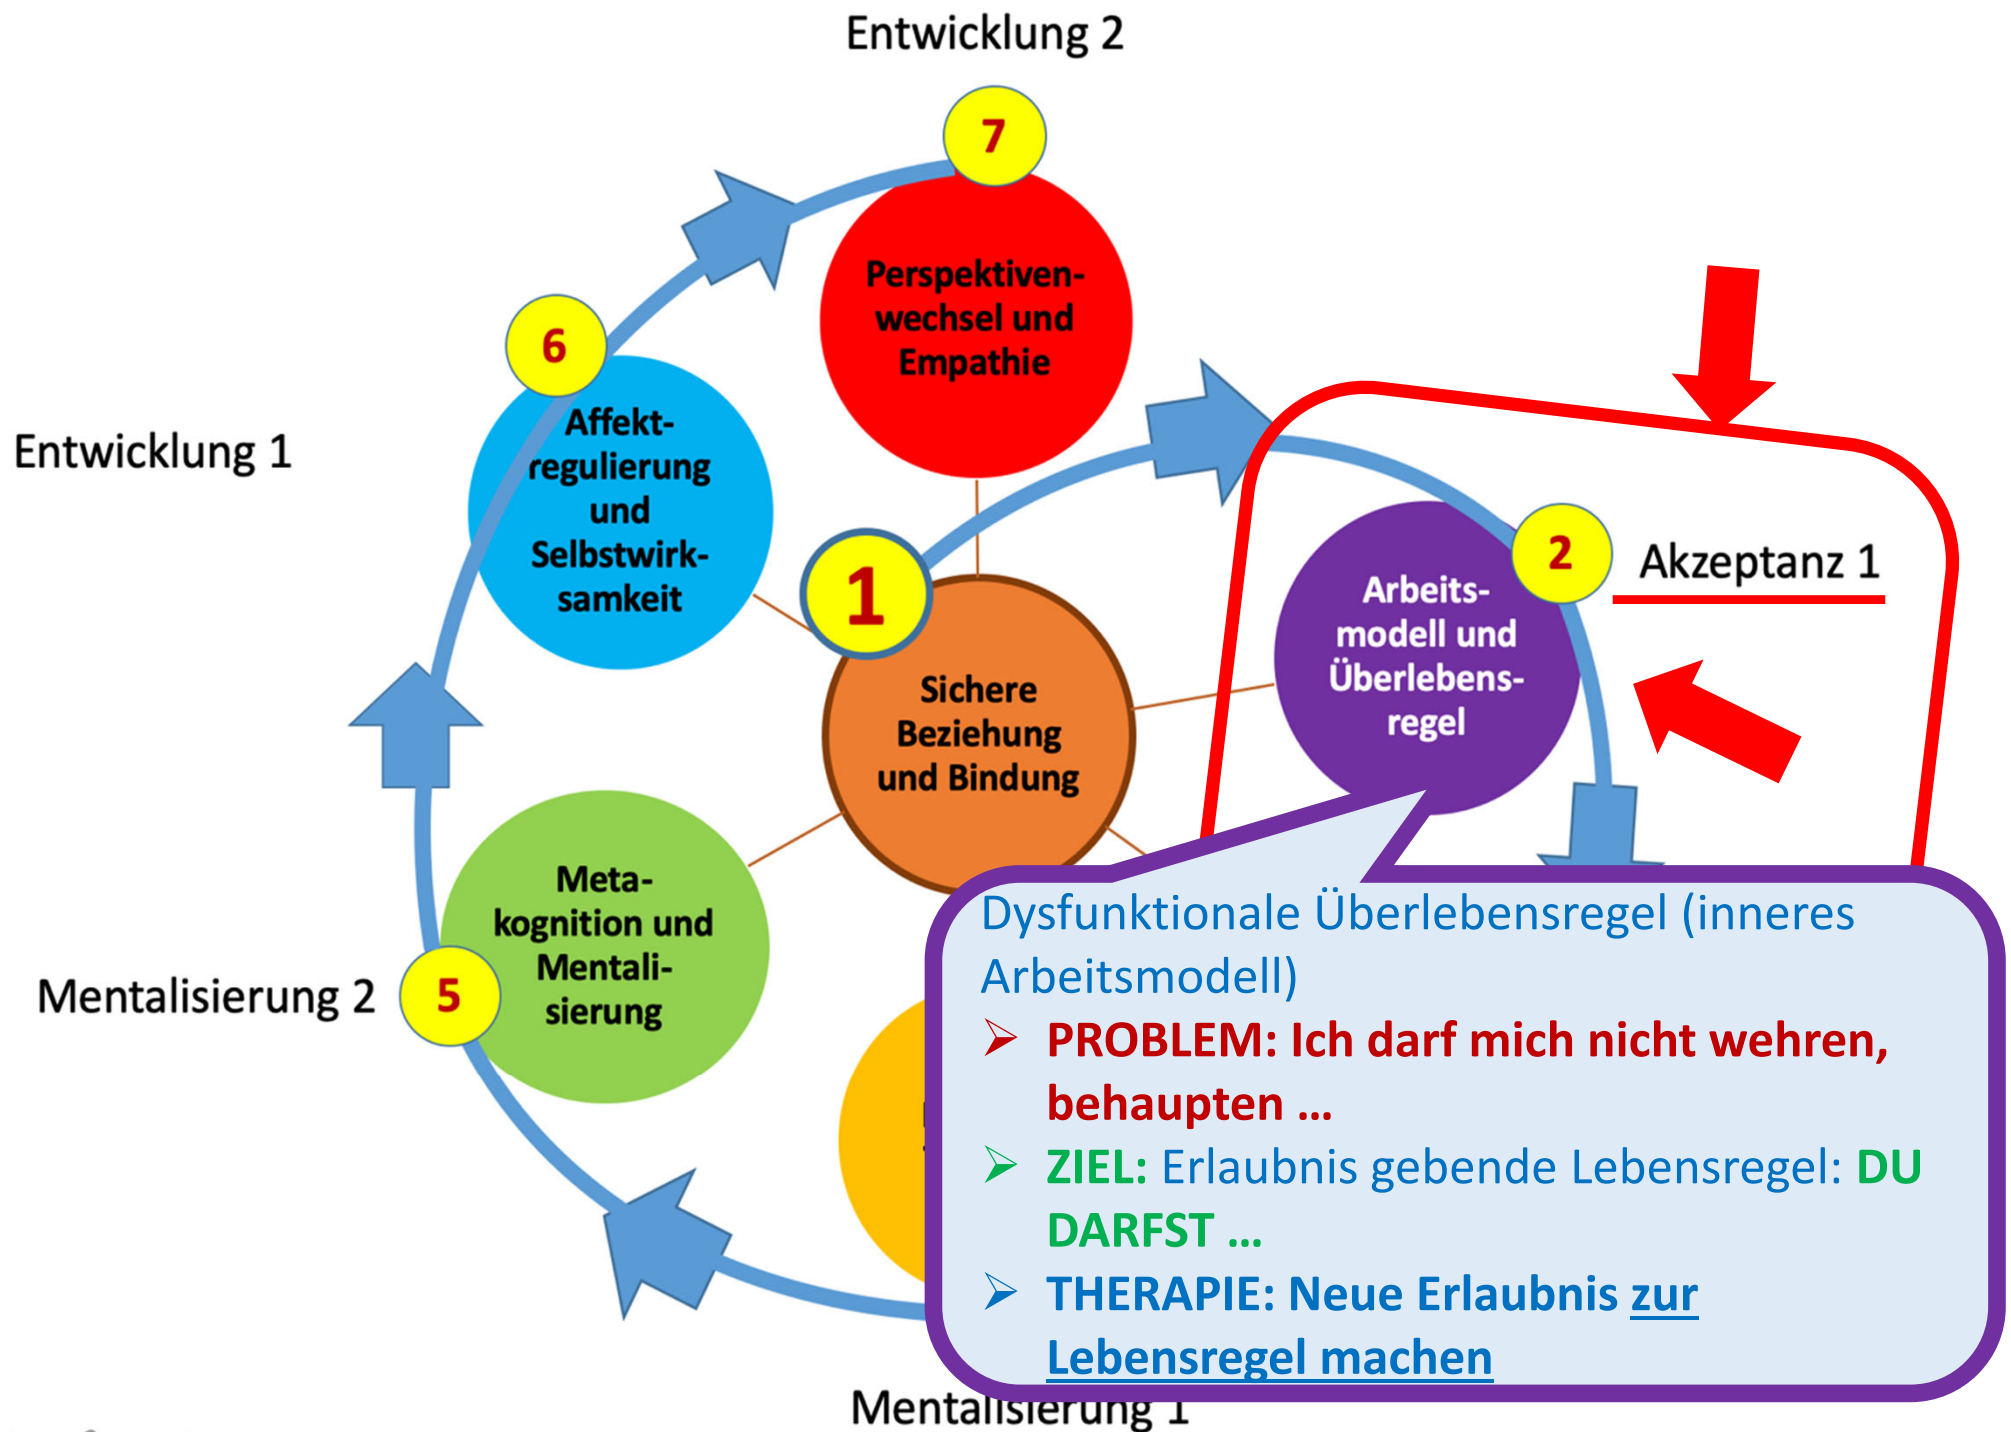 Entwicklung 2
7
Perspektiven-
wechsel und
Empathie
6
Affekt-
regulierung
und
Selbstwirk-
samkeit
Entwicklung 1
1
Sichere
Beziehung
und Bindung
2
Akzeptanz 1
Arbeits-
modell und
Überlebens-
regel
Meta-
kognition und
Mentali-
sierung
5
Mentalisierung 2
Dysfunktionale Überlebensregel (inneres
Arbeitsmodell)
PROBLEM: Ich darf mich nicht wehren,
behaupten ...
ZIEL: Erlaubnis gebende Lebensregel: DU
DARFST ...
THERAPIE: Neue Erlaubnis zur
Lebensregel machen
Mentalisierung 1